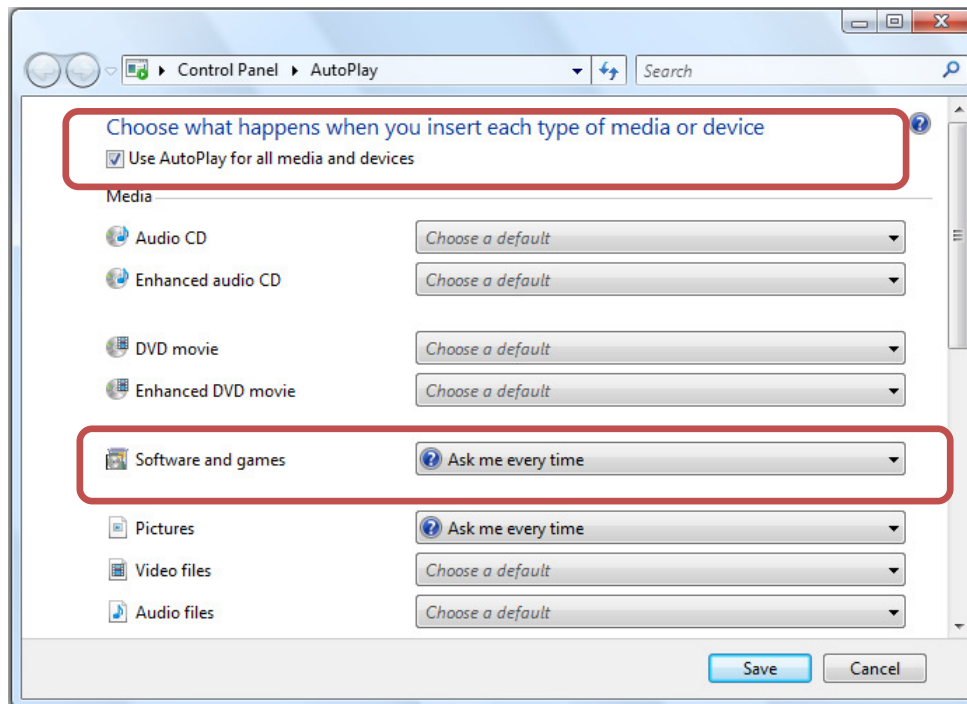 Control Panel AutoPlay Search
Choose what happens when you insert each type of media or device
Use AutoPlay for all media and devices
Media
Audio CD Choose a default
Enhanced audio CD Choose a default
DVD movie Choose a default
Enhanced DVD movie Choose a default
Software and games Ask me every time
Pictures Ask me every time
Video files Choose a default
Audio files Choose a default
Save Cancel